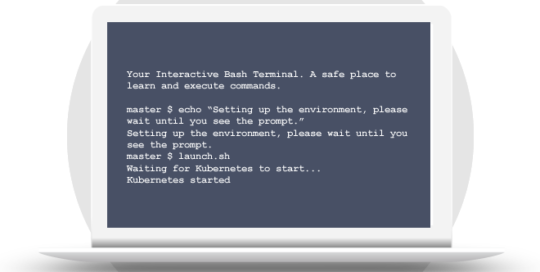 Your Interactive Bash Terminal. A safe place to
learn and execute commands.
master $ echo “Setting up the environment, please
wait until you see the prompt.”
Setting up the environment, please wait until you
see the prompt.
master $ launch.sh
Waiting for Kubernetes to start...
Kubernetes started